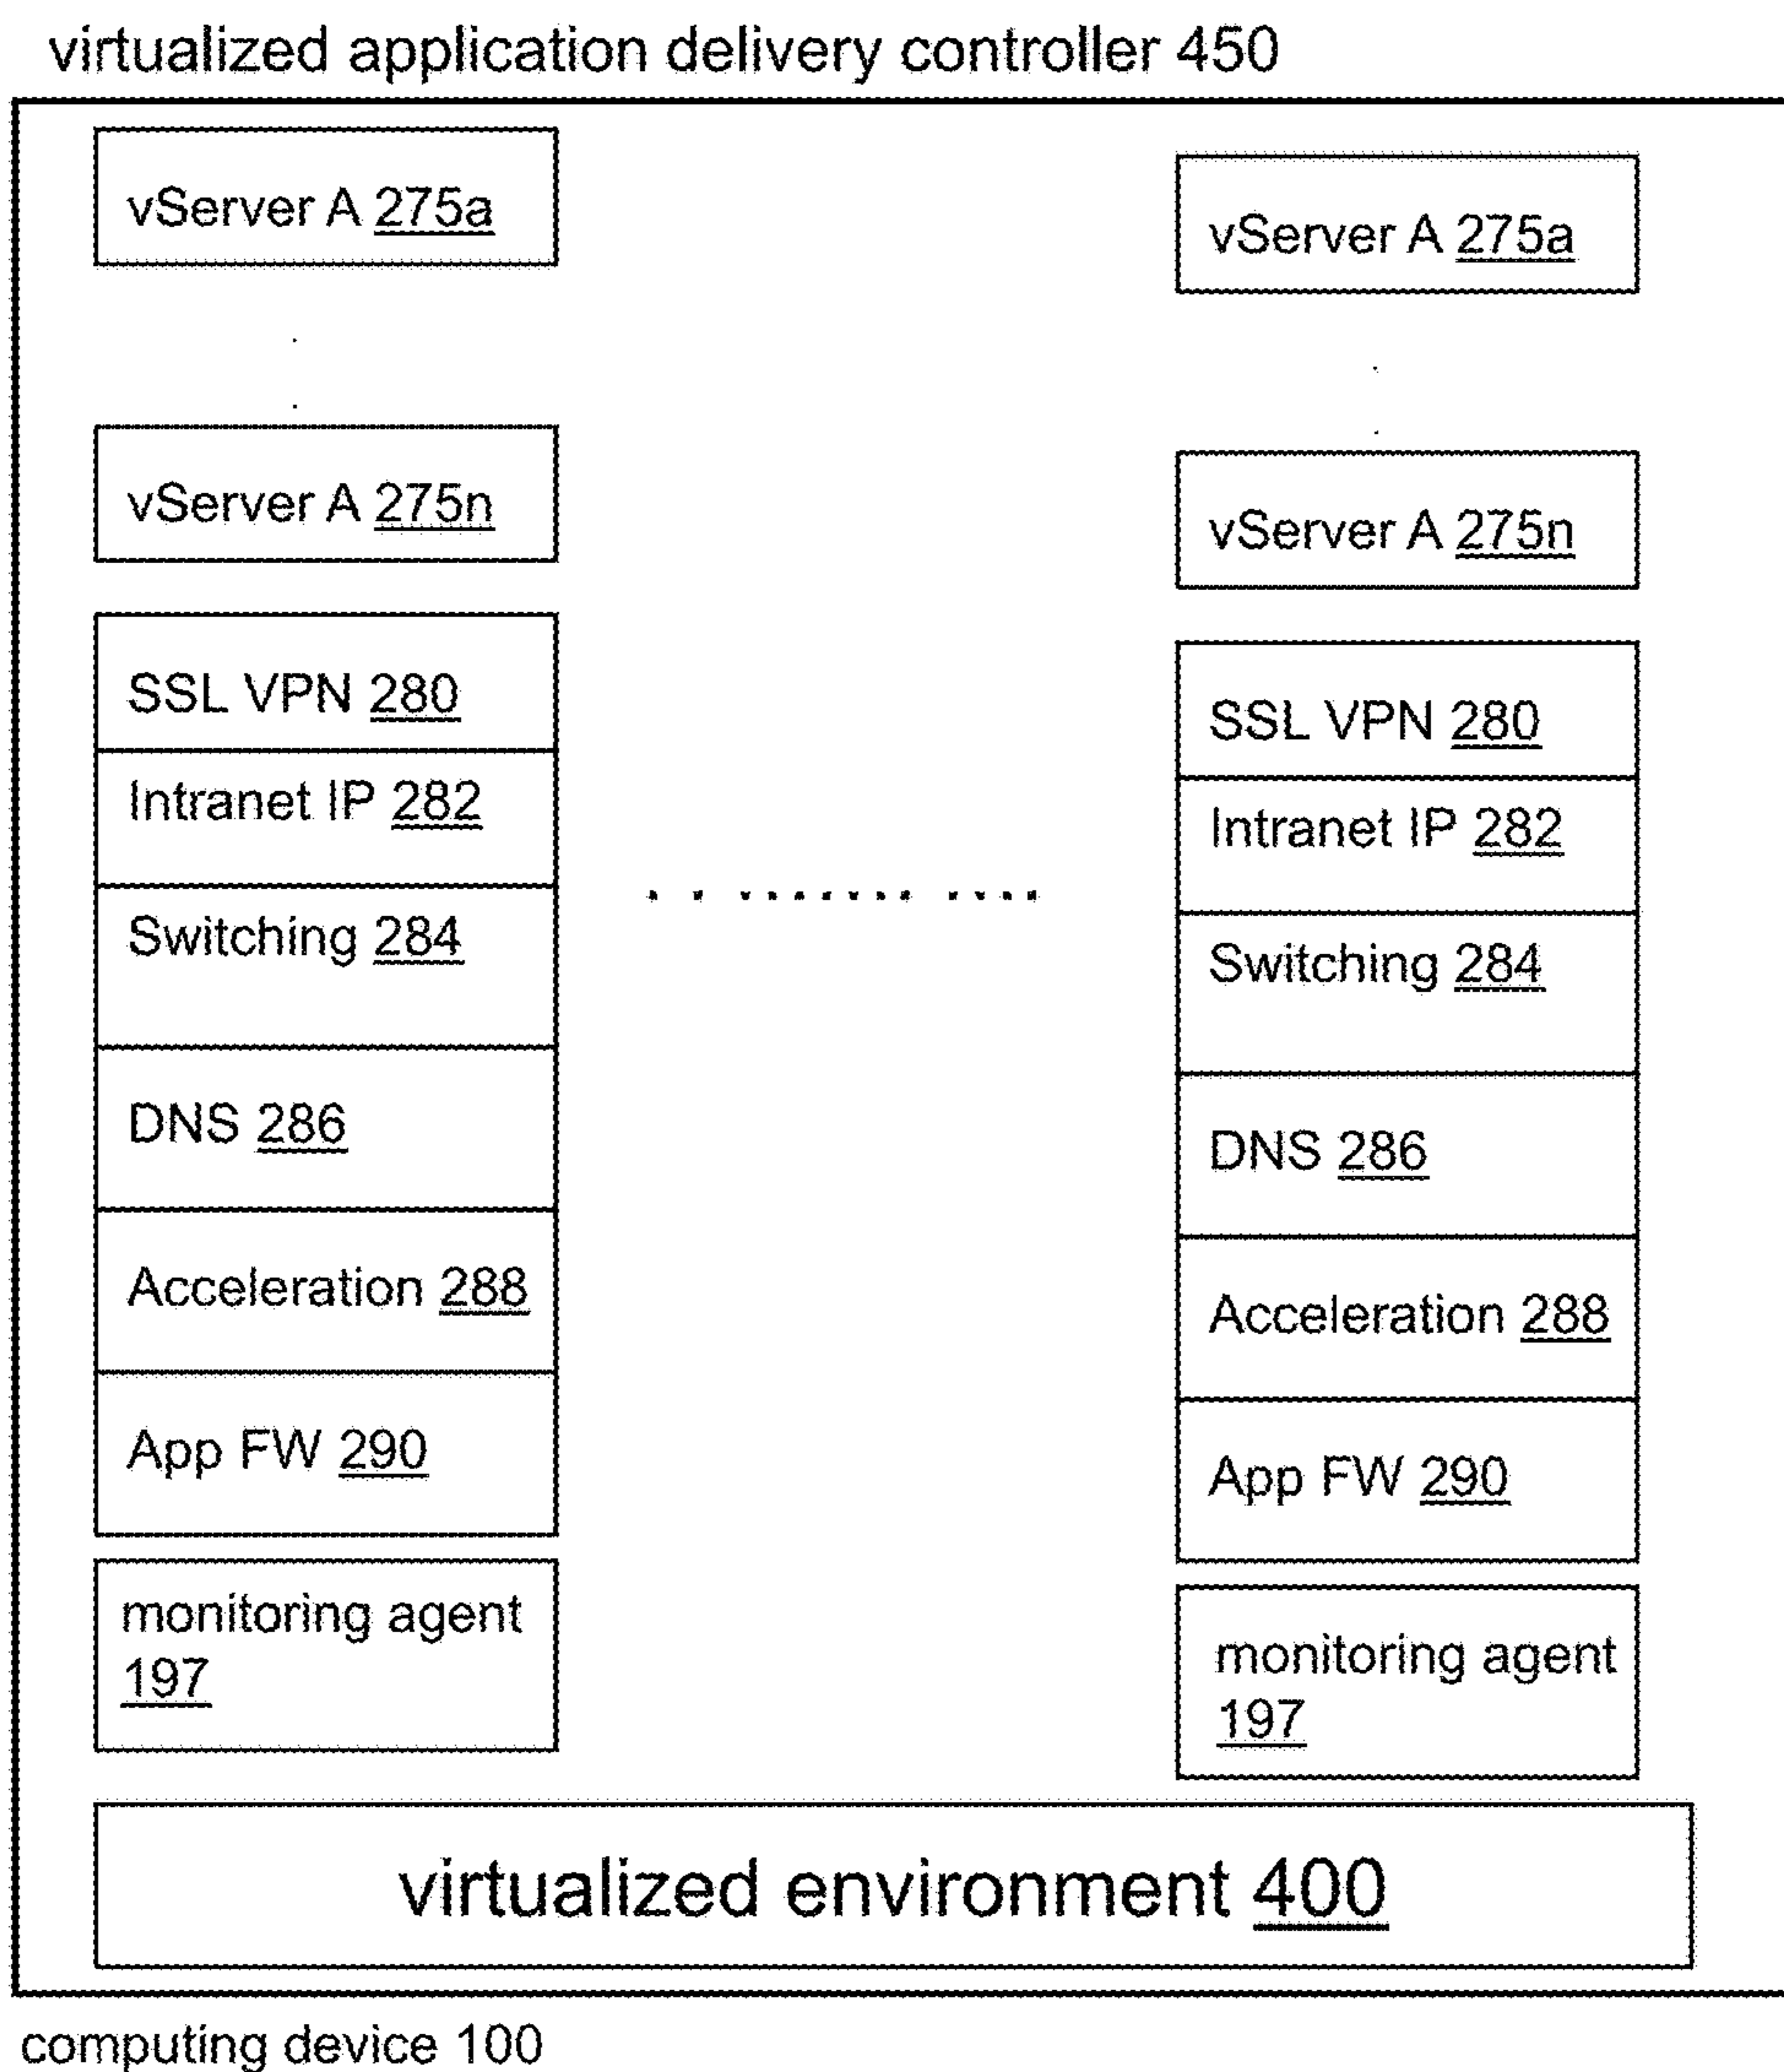 virtualized application delivery controller 450
vServer A 275a
vServer A 275n
SSL VPN 280
Intranet IP 282
Switching 284
DNS 286
Acceleration 288
App FW 290
monitoring agent
197
vServer A 275a
vServer A 275n
SSL VPN 280
Intranet IP 282
Switching 284
DNS 286
Acceleration 288
App FW 290
monitoring agent
197
virtualized environment 400
computing device 100